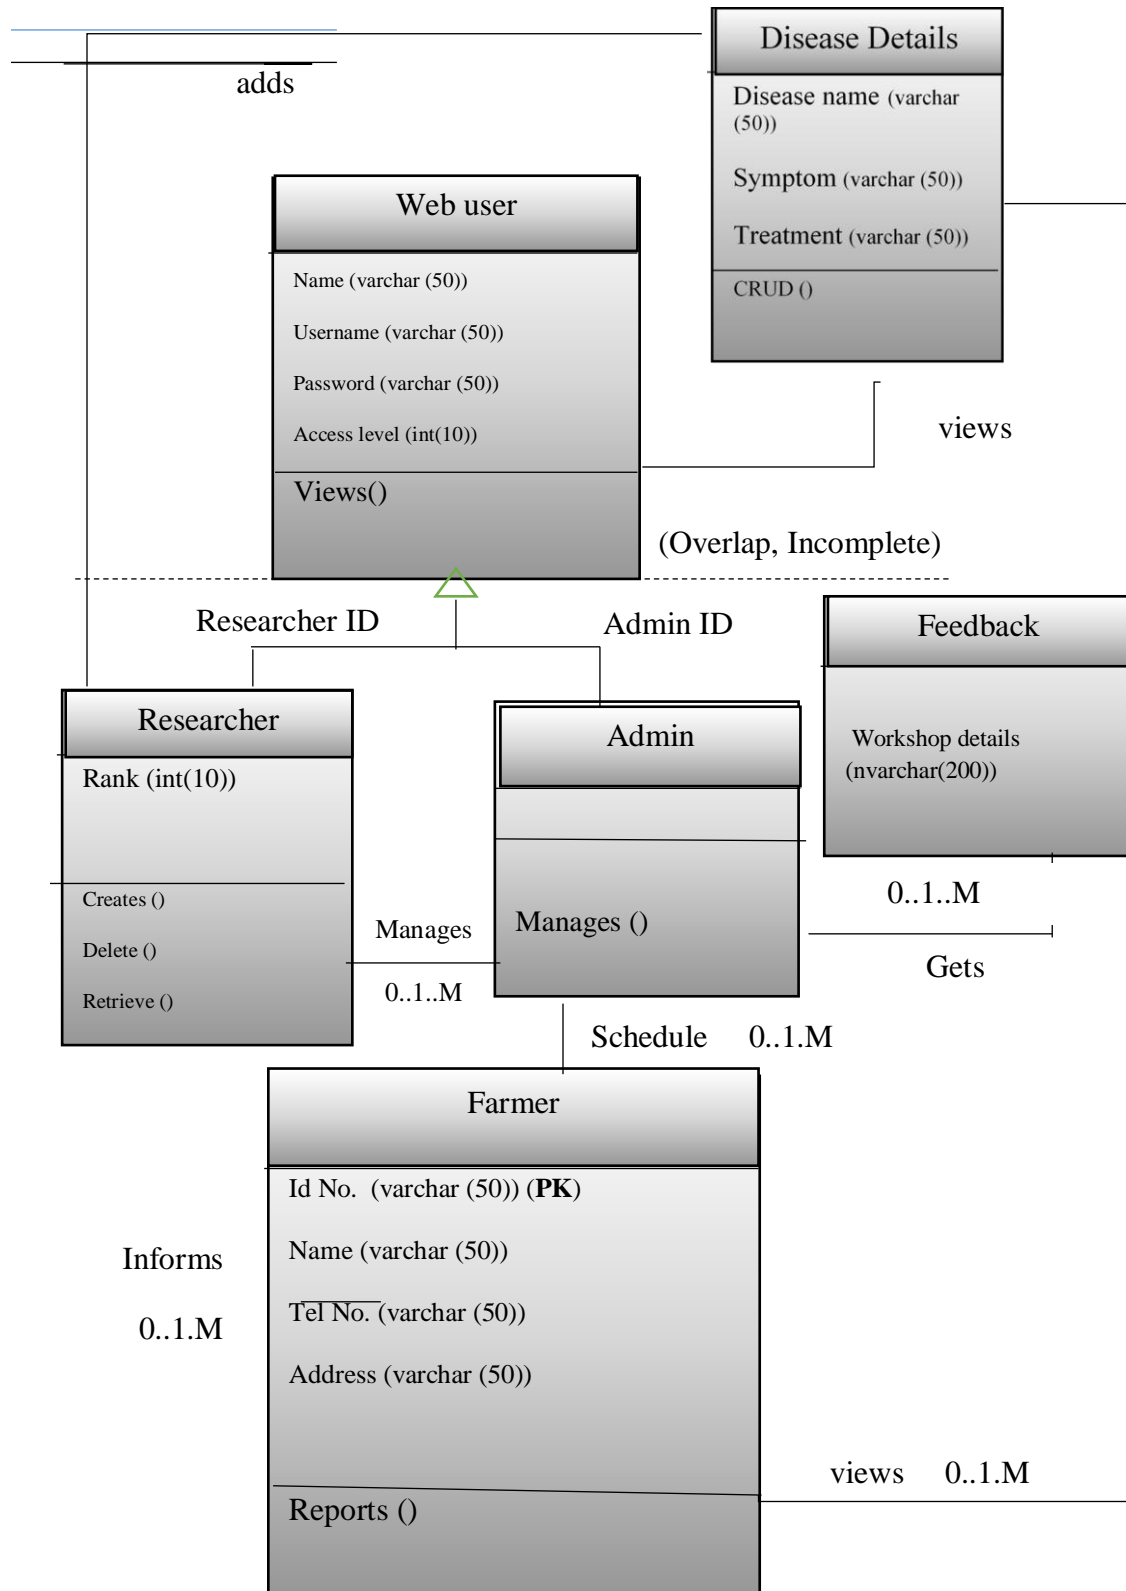 Disease Details
adds
Disease name (varchar
(50))
Symptom (varchar (50))
Treatment (varchar (50))
CRUD ()
Web user
Name (varchar (50))
Username (varchar (50))
Password (varchar (50))
Access level (int(10))
Views()
views
(Overlap, Incomplete)
Researcher ID
Admin ID
Feedback
Workshop details
(nvarchar(200))
Researcher
Rank (int(10))
Creates ()
Delete ()
Retrieve ()
Admin
Manages ()
Manages
0..1..M
0..1..M
Gets
Schedule 0..1.M
Farmer
Id No. (varchar (50)) (PK)
Name (varchar (50))
Tel No. (varchar (50))
Address (varchar (50))
Reports ()
Informs
0..1.M
views 0..1.M